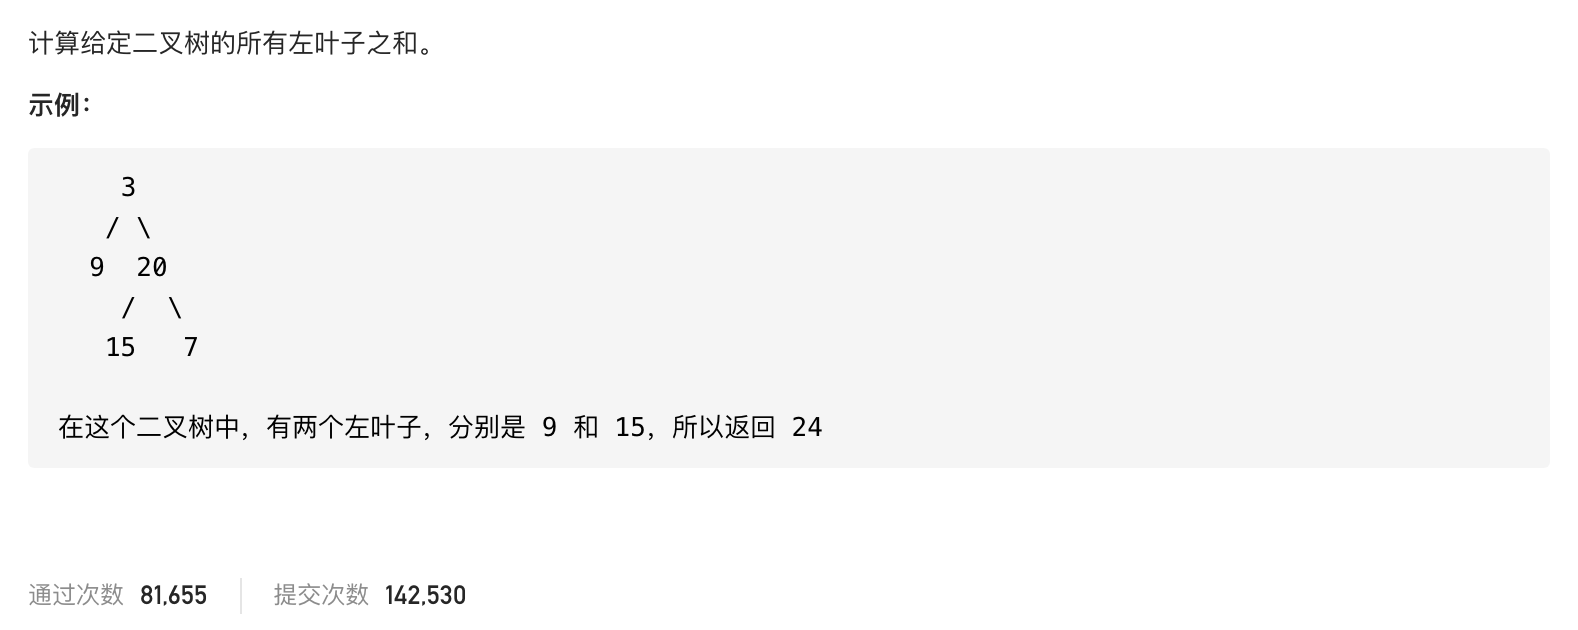 计算给定二叉树的所有左叶子之和。
示例：
    3
   / \
  9  20
    /  \
   15   7
在这个二叉树中，有两个左叶子，分别是 9 和 15，所以返回 24
通过次数 81,655 提交次数 142,530